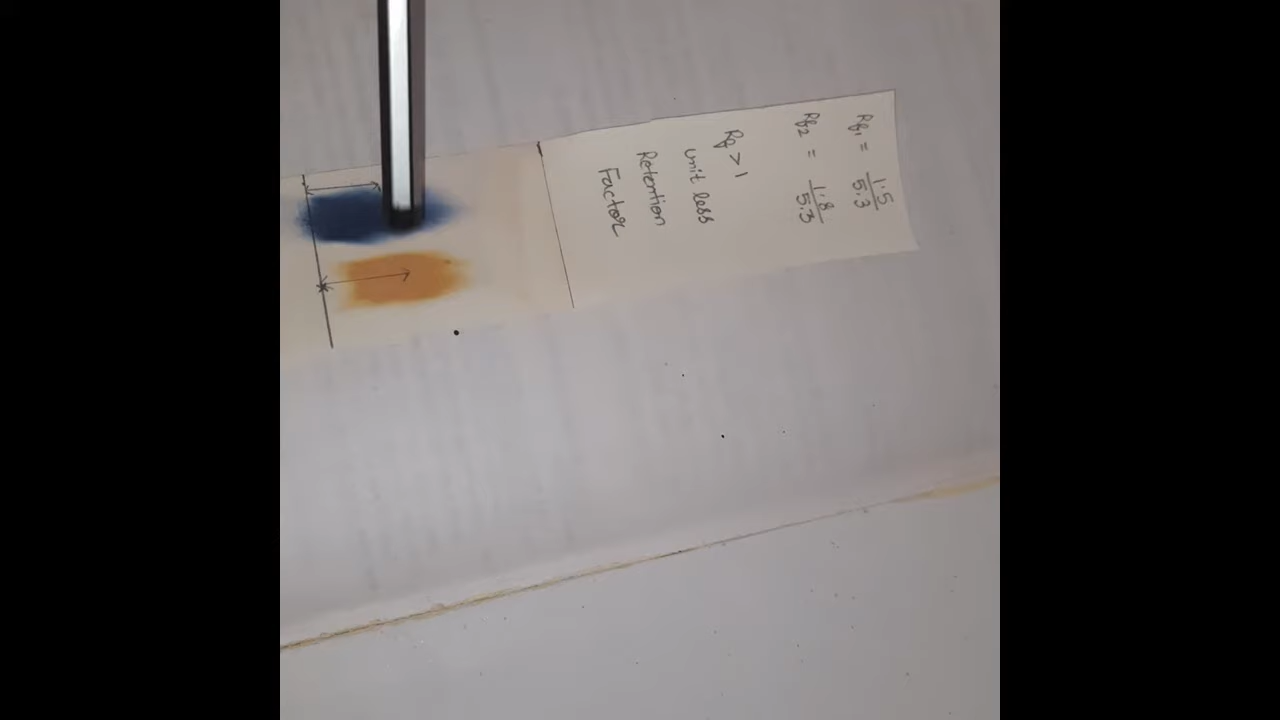 Rf₁ = 1.5/5.3
Rf₂ = 1.8/5.3
Rf > 1
unit less
Retention
Factor